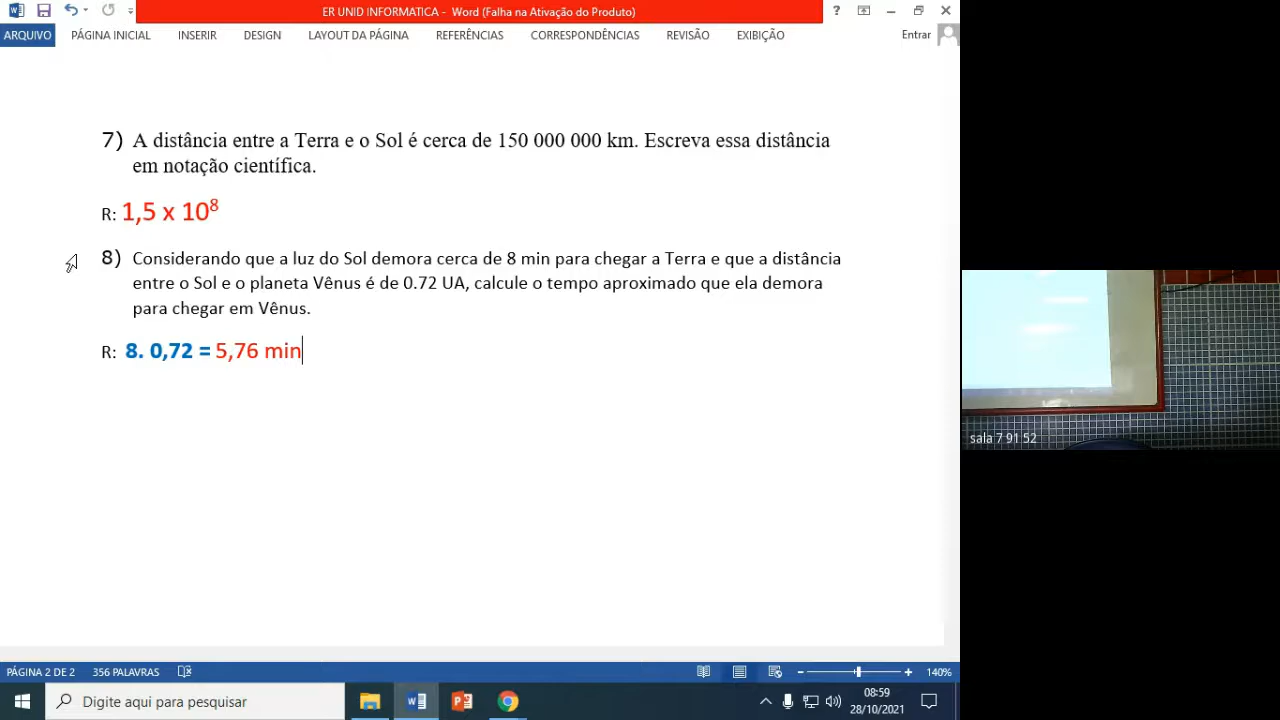 ER UNID INFORMATICA - Word (Falha na Ativação do Produto)
?
ARQUIVO PÁGINA INICIAL INSERIR DESIGN LAYOUT DA PÁGINA REFERÊNCIAS CORRESPONDÊNCIAS REVISÃO EXIBIÇÃO Entrar
7) A distância entre a Terra e o Sol é cerca de 150 000 000 km. Escreva essa distância
em notação científica.
R: 1,5 x 10⁸
8) Considerando que a luz do Sol demora cerca de 8 min para chegar a Terra e que a distância
entre o Sol e o planeta Vênus é de 0.72 UA, calcule o tempo aproximado que ela demora
para chegar em Vênus.
R: 8. 0,72 = 5,76 min
sala 7 91 52
PÁGINA 2 DE 2 356 PALAVRAS 140%
Digite aqui para pesquisar
08:59
28/10/2021